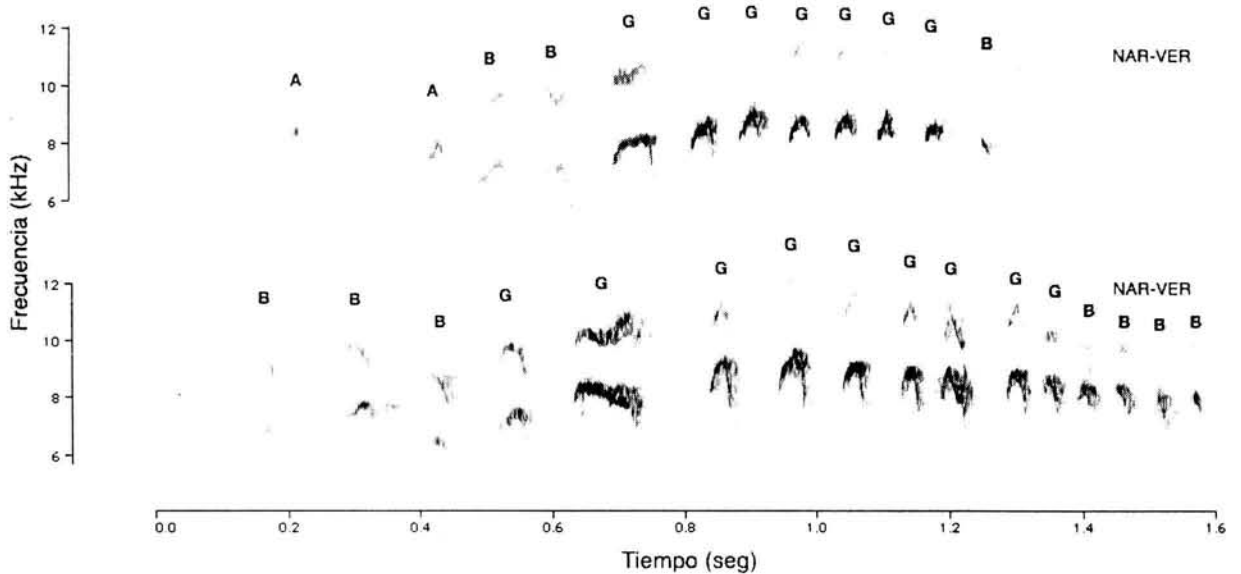 Frecuencia (kHz)
12
10
8
6
A A B B G G G G G G G B
NAR-VER
12
10
8
6
B B B G G G G G G G G G B B B B
NAR-VER
0.0 0.2 0.4 0.6 0.8 1.0 1.2 1.4 1.6
Tiempo (seg)